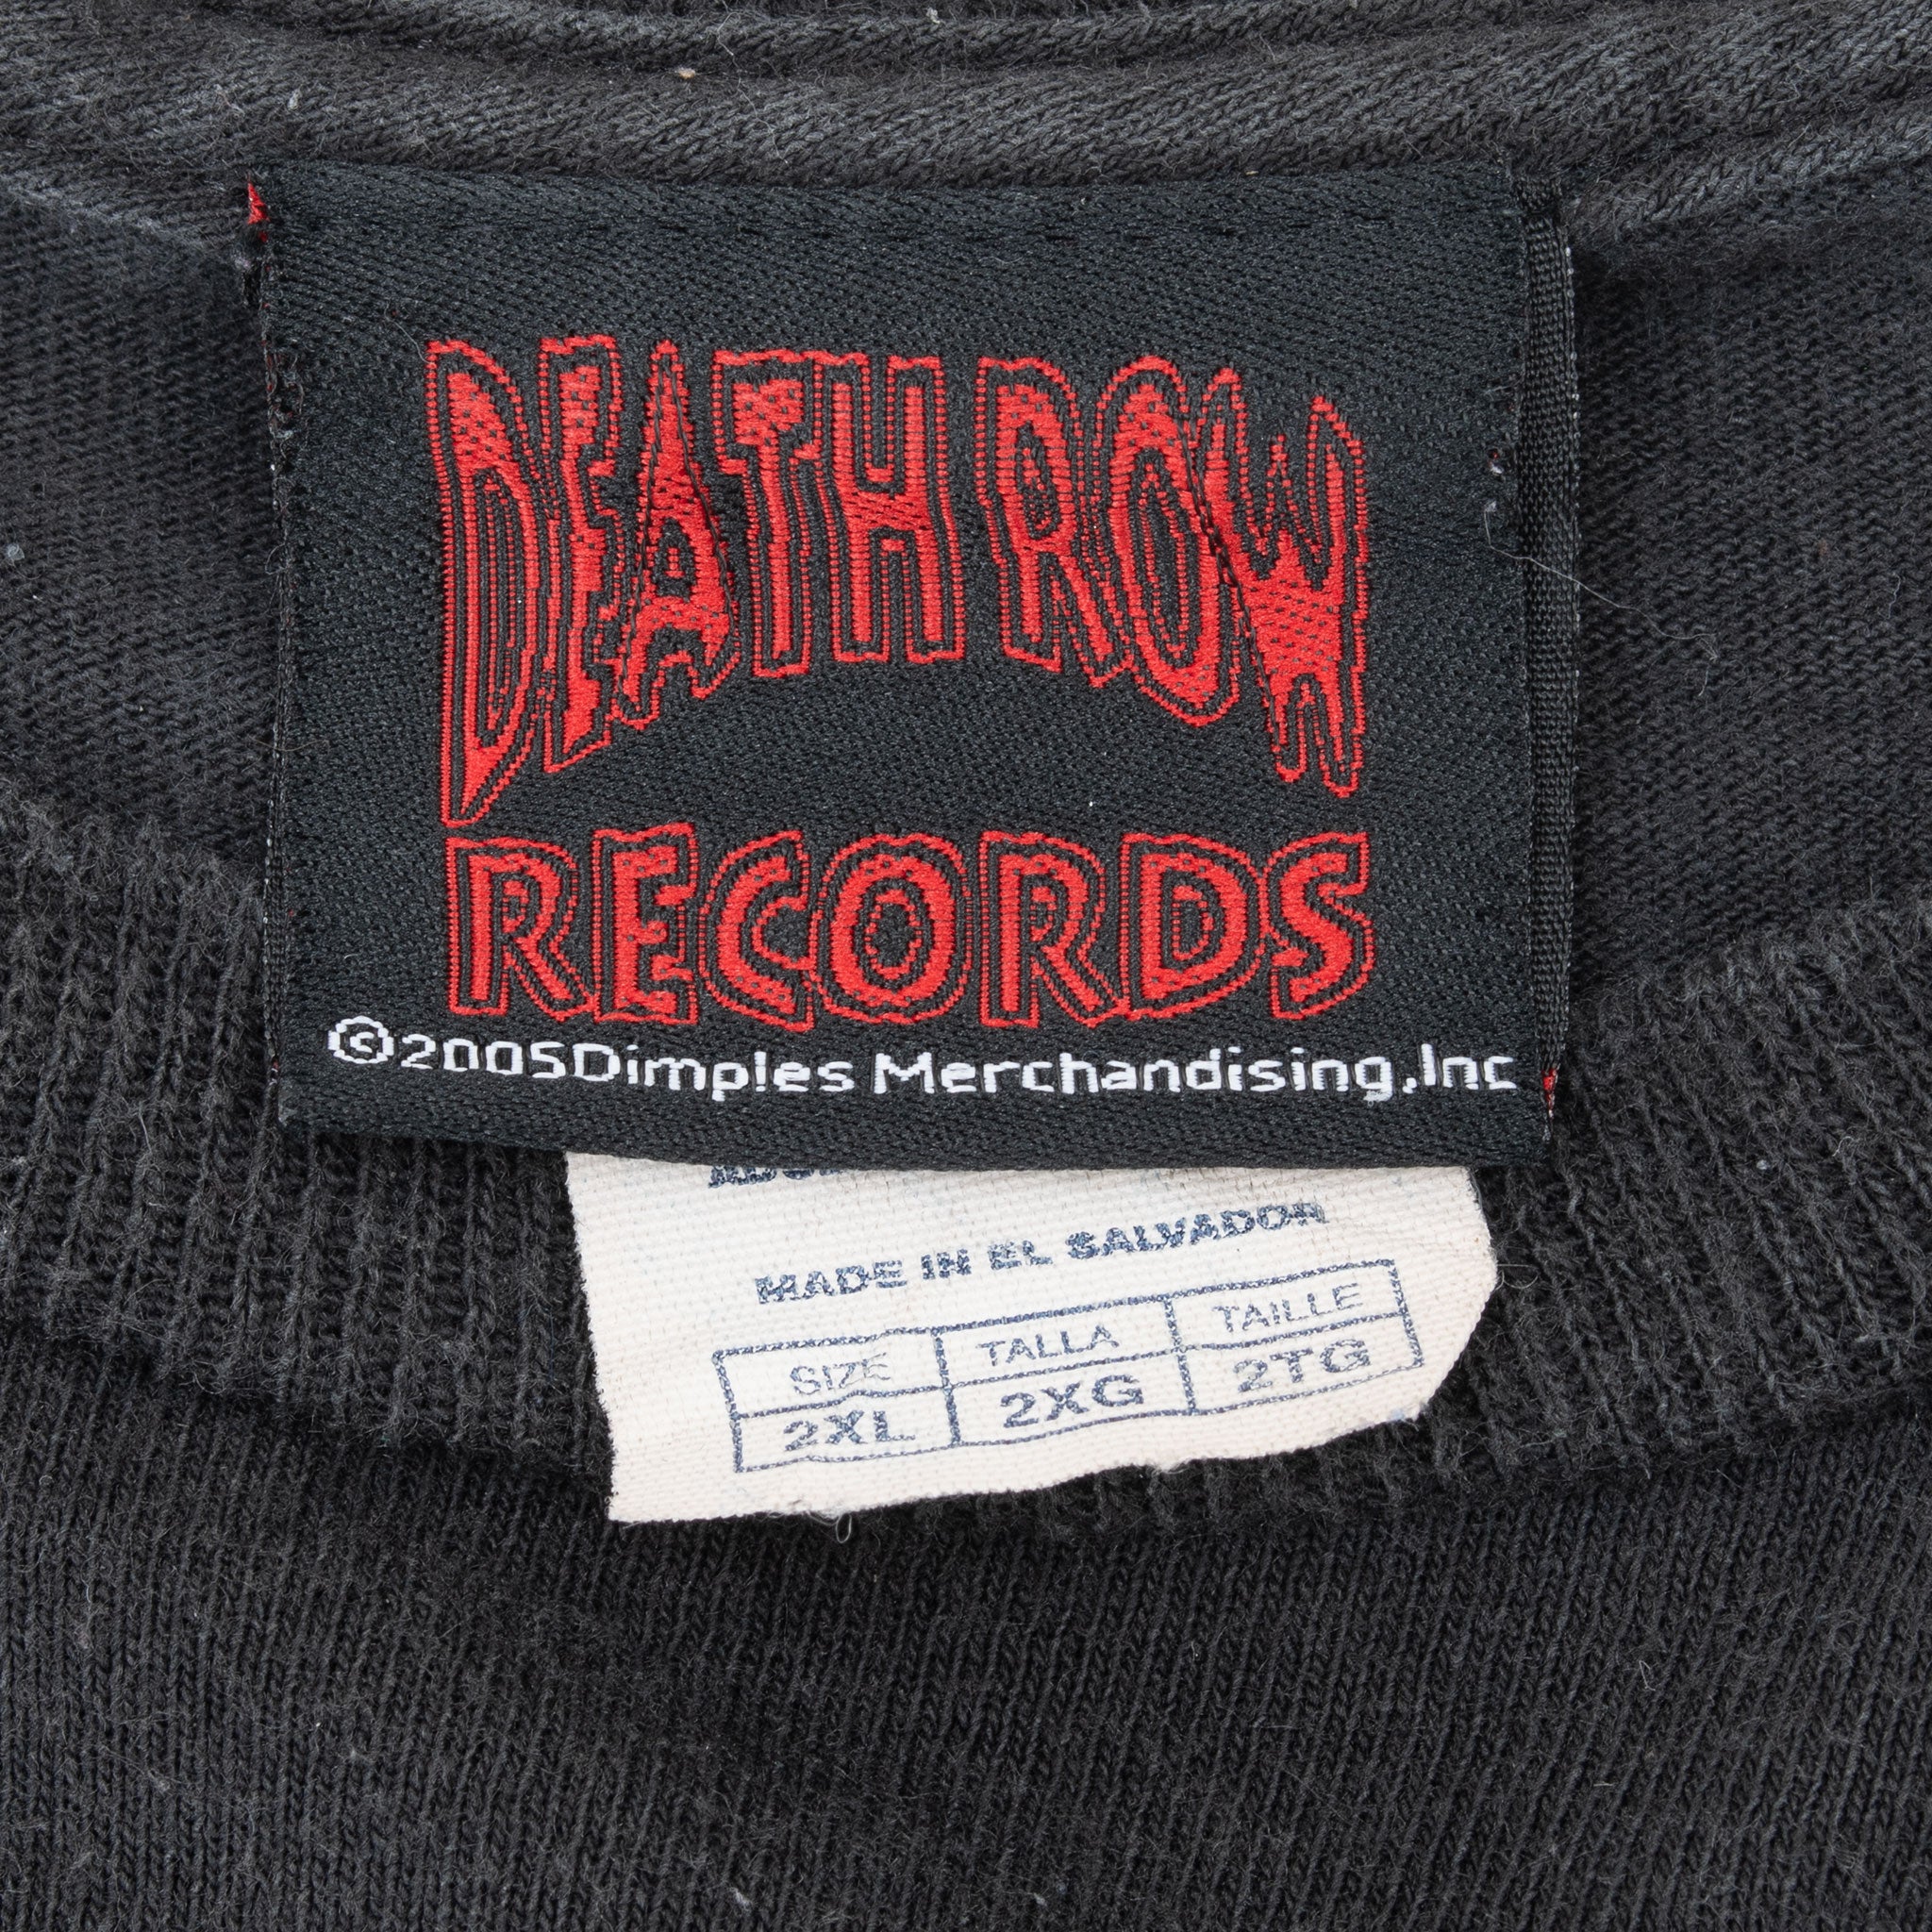 DEATH ROW
RECORDS
©2005Dimples Merchandising,Inc
MADE IN EL SALVADOR
SIZE TALLA TAILLE
2XL 2XG 2TG